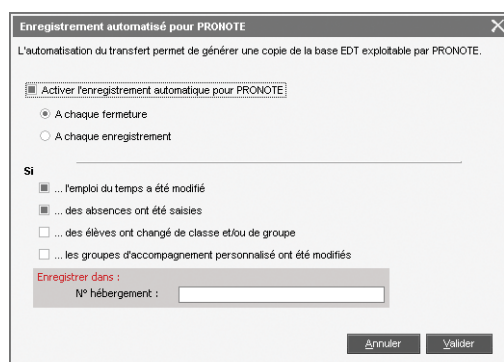 Enregistrement automatisé pour PRONOTE
L'automatisation du transfert permet de générer une copie de la base EDT exploitable par PRONOTE.
Activer l'enregistrement automatique pour PRONOTE
A chaque fermeture
A chaque enregistrement
Si
... l'emploi du temps a été modifié
... des absences ont été saisies
... des élèves ont changé de classe et/ou de groupe
... les groupes d'accompagnement personnalisé ont été modifiés
Enregistrer dans :
N° hébergement :
Annuler Valider